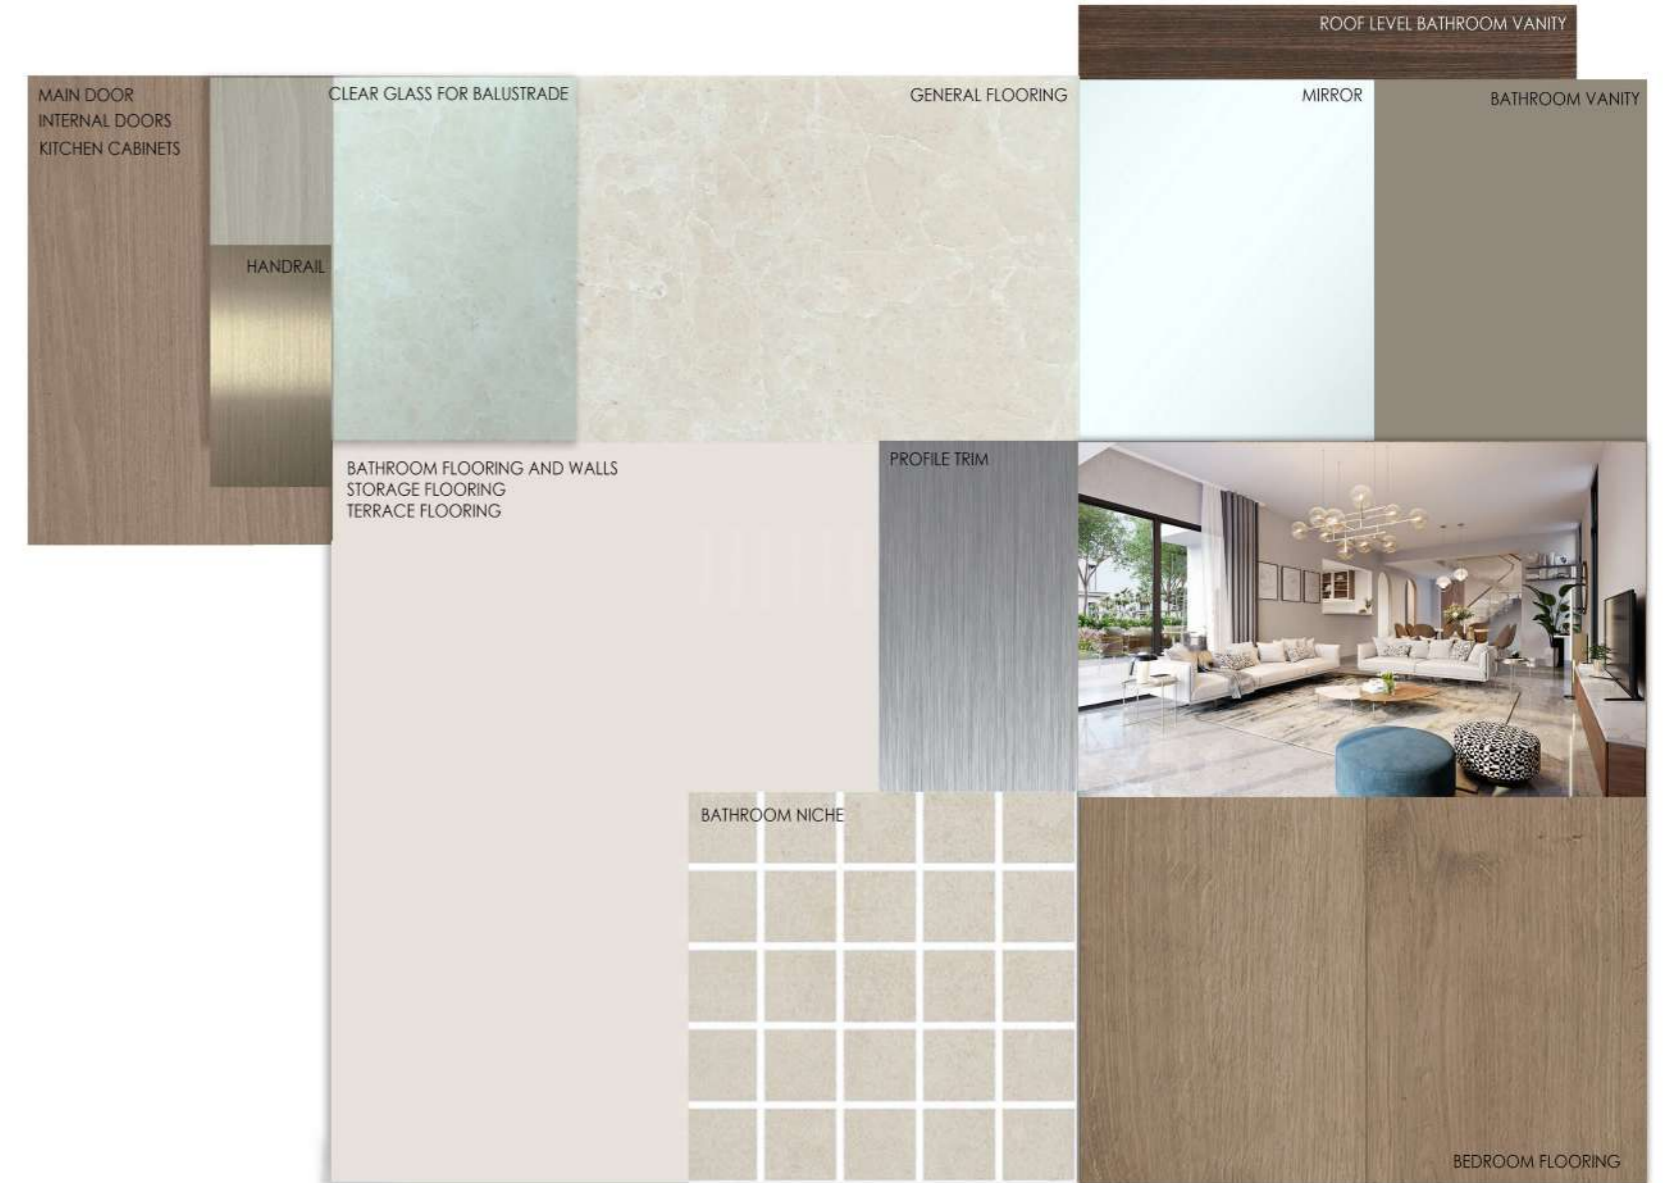 ROOF LEVEL BATHROOM VANITY
MAIN DOOR
INTERNAL DOORS
KITCHEN CABINETS
CLEAR GLASS FOR BALUSTRADE
GENERAL FLOORING
MIRROR
BATHROOM VANITY
HANDRAIL
BATHROOM FLOORING AND WALLS
STORAGE FLOORING
TERRACE FLOORING
PROFILE TRIM
BATHROOM NICHE
BEDROOM FLOORING